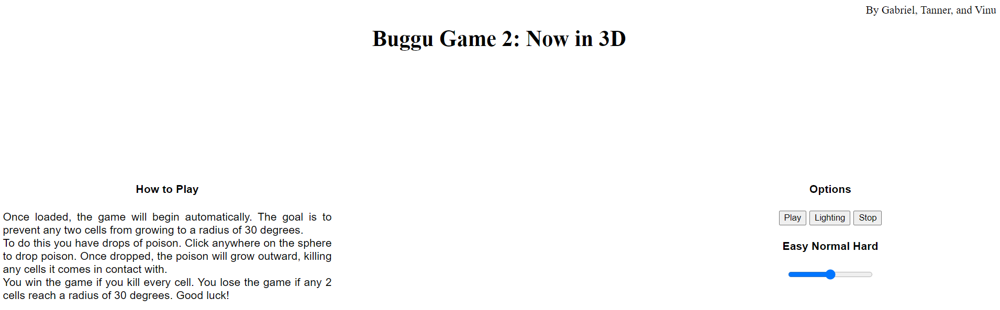 By Gabriel, Tanner, and Vinu
Buggu Game 2: Now in 3D
How to Play
Once loaded, the game will begin automatically. The goal is to
prevent any two cells from growing to a radius of 30 degrees.
To do this you have drops of poison. Click anywhere on the sphere
to drop poison. Once dropped, the poison will grow outward, killing
any cells it comes in contact with.
You win the game if you kill every cell. You lose the game if any 2
cells reach a radius of 30 degrees. Good luck!
Options
Play Lighting Stop
Easy Normal Hard